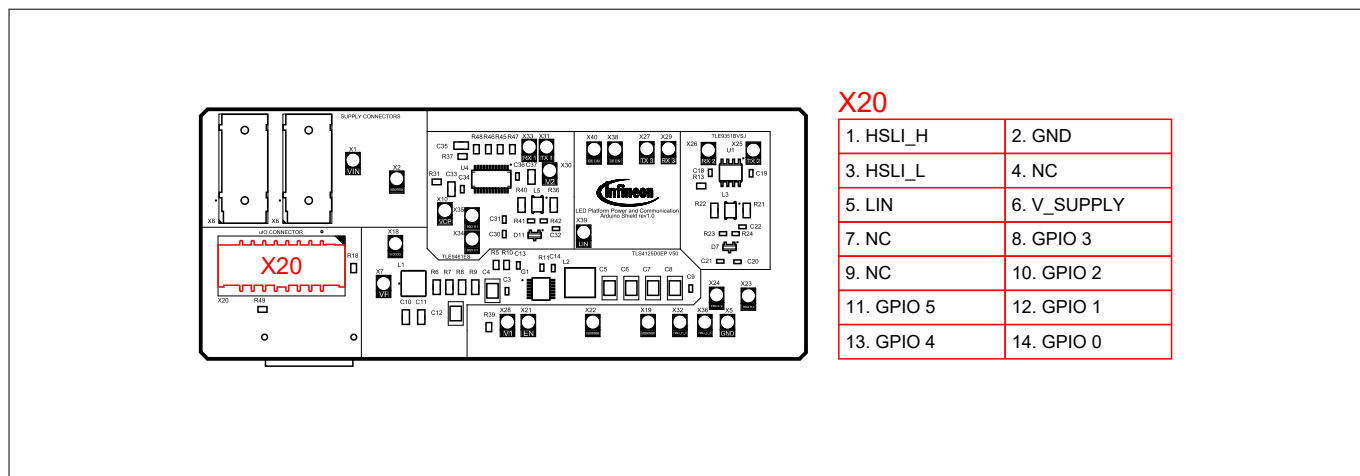 X20
1. HSLI_H 2. GND
3. HSLI_L 4. NC
5. LIN 6. V_SUPPLY
7. NC 8. GPIO 3
9. NC 10. GPIO 2
11. GPIO 5 12. GPIO 1
13. GPIO 4 14. GPIO 0
SUPPLY CONNECTORS
X1
VIN
X2
X8
X6
uIO CONNECTOR
X20
X20
R18
R49
X18
X7
VF
L1
C10 C11
R6 R7 R8 R9
C12
C4
C3
R5 R10 C13
R11 C14
G1
L2
C5 C6 C7 C8
C9
TLE9461ES
TLS4125D0EP V50
C35
R37
R48 R46 R45 R47
X33
RX 1
X31
TX 1
X30
V2
U4
R31
C33
C34
C36
C37
X10
VCP
X35
X34
R40
L5
R36
C31
C30
R41
R42
C32
D11
X40
X38
X27
TX 3
X29
RX 3
Infineon
LED Platform Power and Communication
Arduino Shield rev1.0
X39
LIN
TLE9351BVSJ
X26
RX 2
U1
X25
TX 2
C18
R13
C19
R22
L3
R21
C22
R23
R24
D7
C21
C20
R39
X28
V1
X21
EN
X22
X19
X32
X36
X5
GND
X24
X23